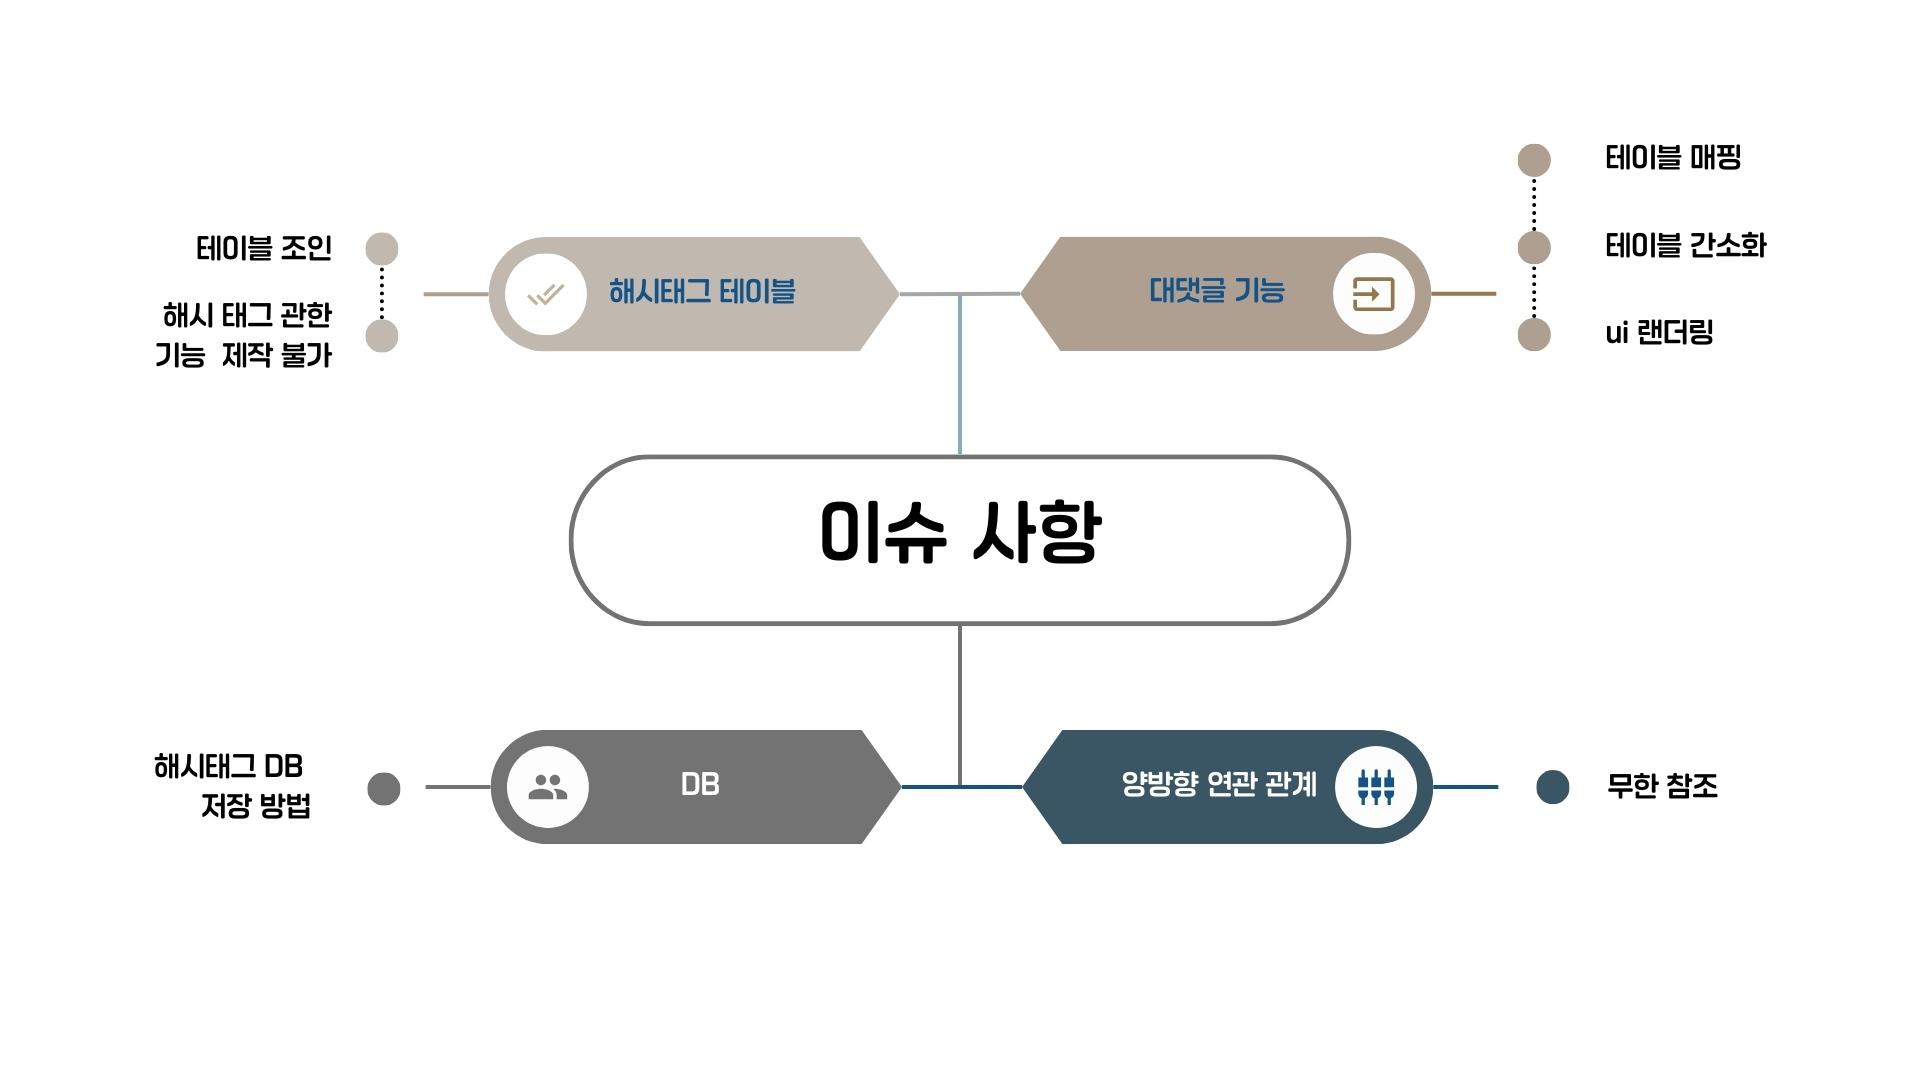 테이블 조인
해시 태그 관한
기능  제작 불가
해시태그 테이블
대댓글 기능
테이블 매핑
테이블 간소화
ui 랜더링
이슈 사항
해시태그 DB
저장 방법
DB
양방향 연관 관계
무한 참조